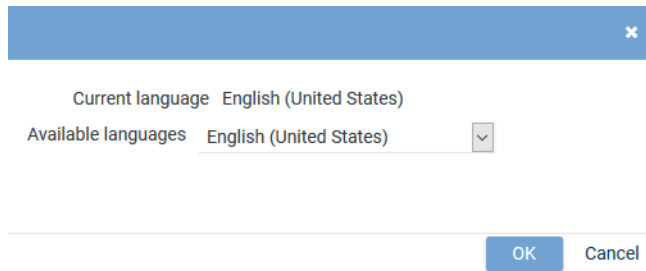 Current language English (United States)
Available languages English (United States)
OK Cancel